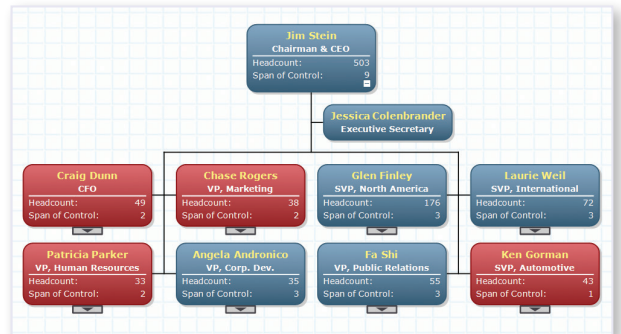 Jim Stein
Chairman & CEO
Headcount: 503
Span of Control: 9
Jessica Colenbrander
Executive Secretary
Craig Dunn
CFO
Headcount: 49
Span of Control: 2
Chase Rogers
VP, Marketing
Headcount: 38
Span of Control: 2
Glen Finley
SVP, North America
Headcount: 176
Span of Control: 3
Laurie Weil
SVP, International
Headcount: 72
Span of Control: 3
Patricia Parker
VP, Human Resources
Headcount: 33
Span of Control: 2
Angela Andronico
VP, Corp. Dev.
Headcount: 35
Span of Control: 3
Fa Shi
VP, Public Relations
Headcount: 55
Span of Control: 3
Ken Gorman
SVP, Automotive
Headcount: 43
Span of Control: 1